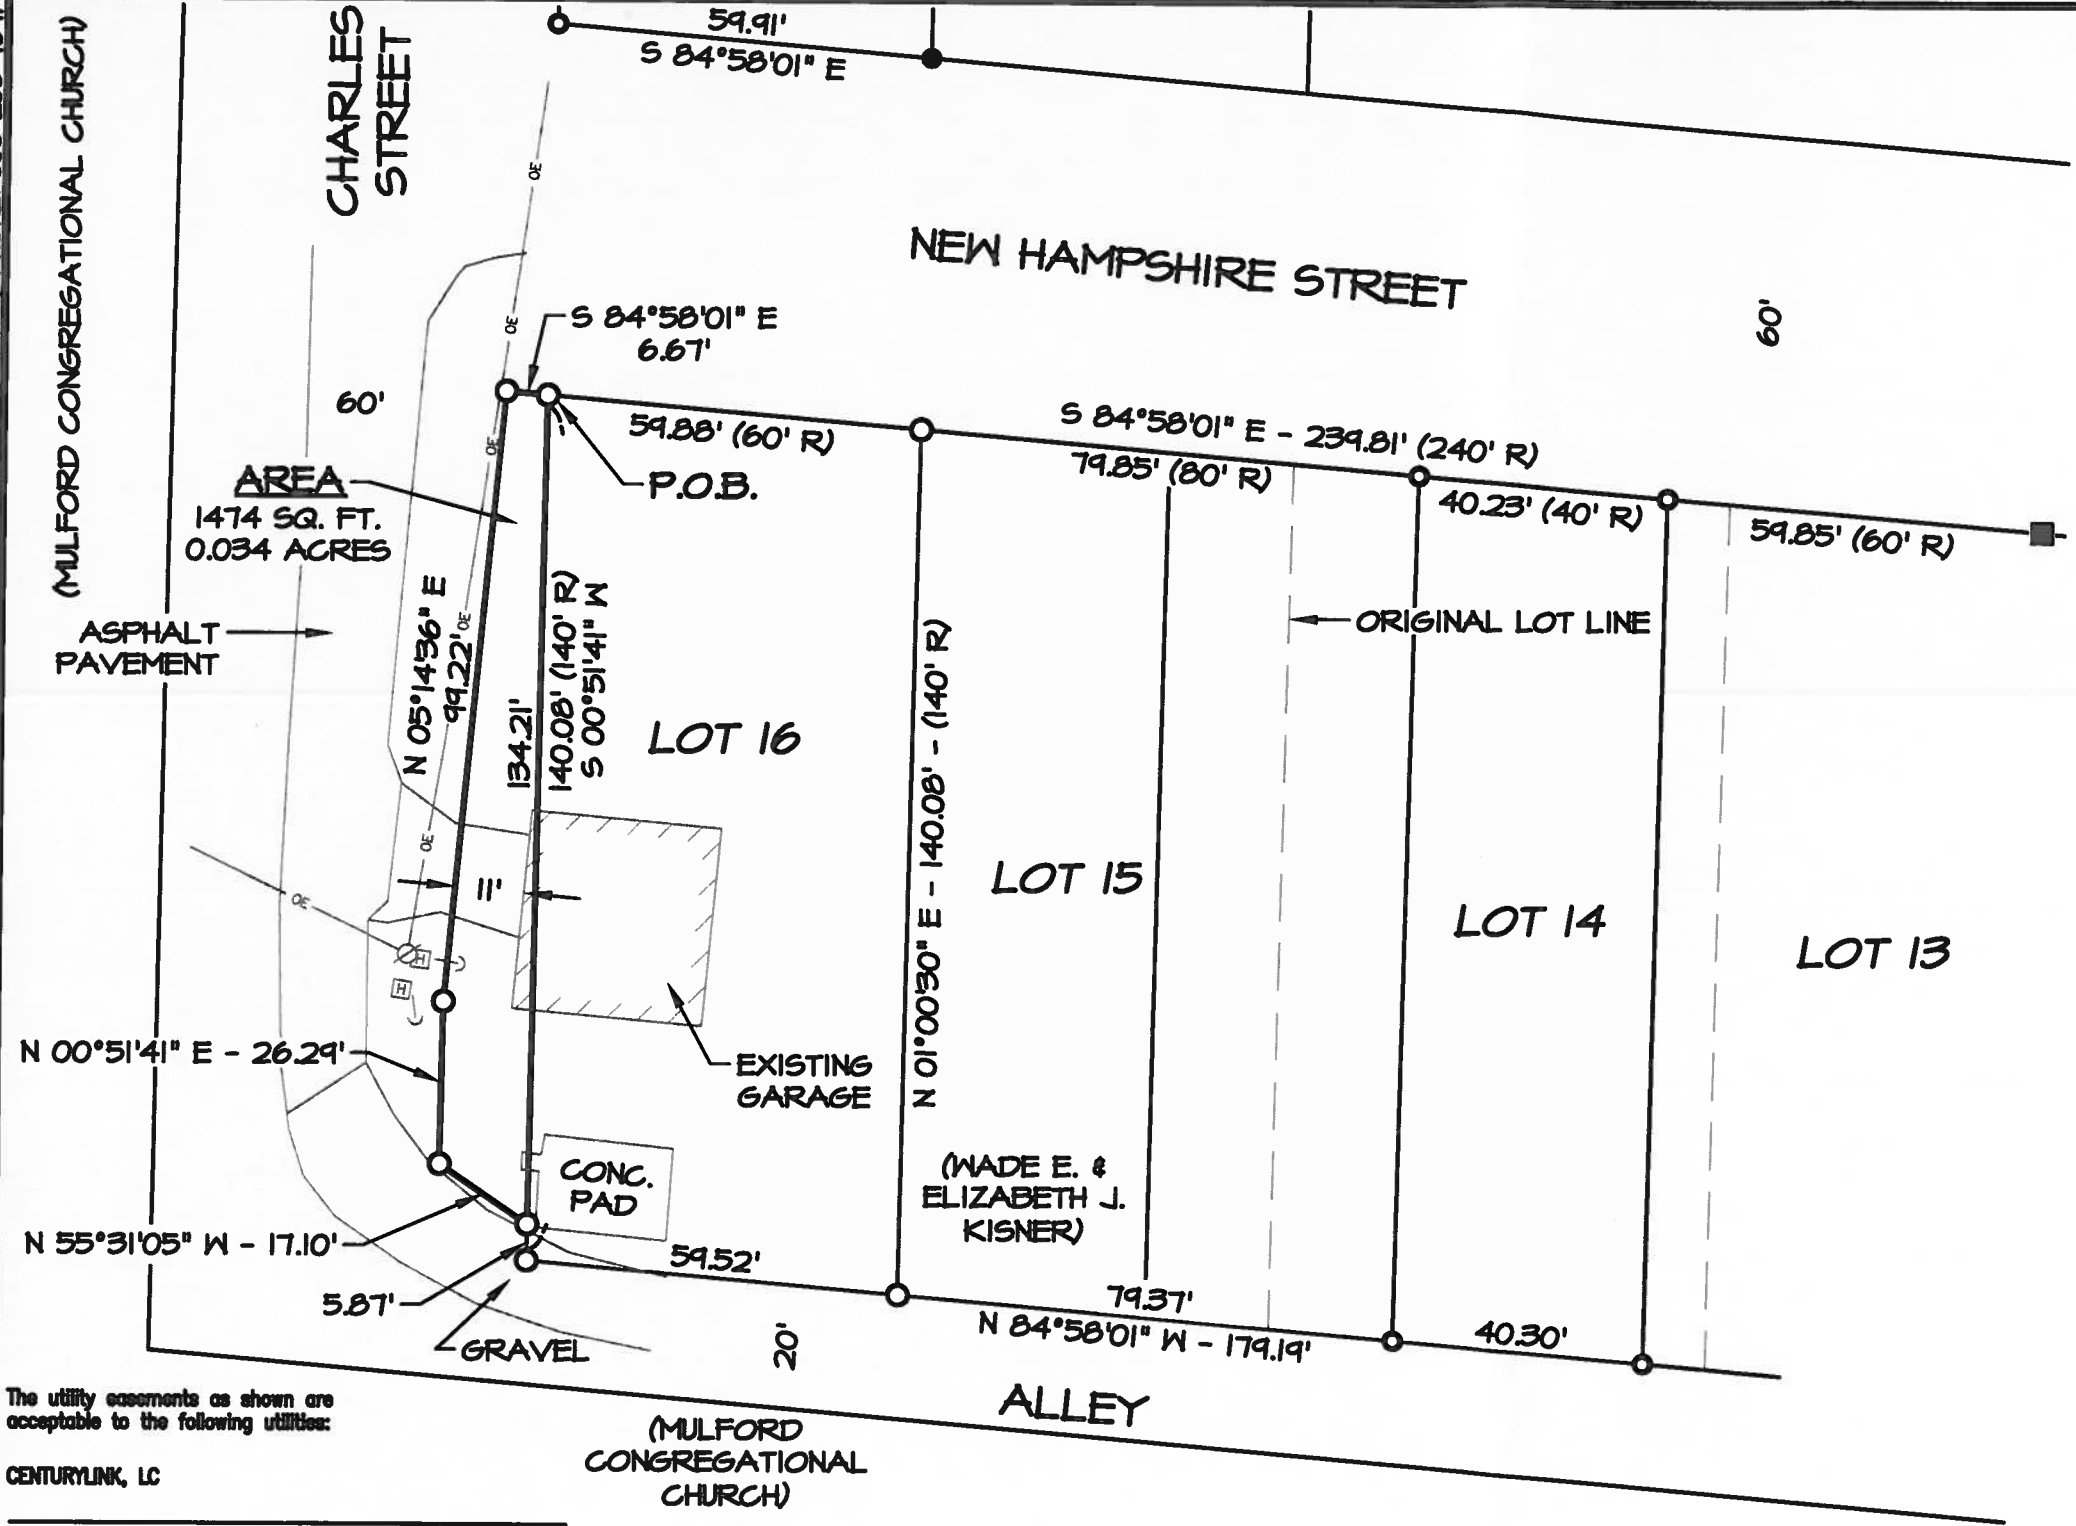 (MULFORD CONGREGATIONAL CHURCH)
CHARLES
STREET
59.91'
S 84°58'01" E
OE
NEW HAMPSHIRE STREET
60'
OE
S 84°58'01" E
6.67'
60'
OE
59.88' (60' R)
P.O.B.
S 84°58'01" E - 239.81' (240' R)
79.85' (80' R)
40.23' (40' R)
59.85' (60' R)
AREA
1474 SQ. FT.
0.034 ACRES
N 05°14'36" E
99.22'
OE
134.21'
140.08' (140' R)
S 00°51'41" W
ORIGINAL LOT LINE
ASPHALT
PAVEMENT
LOT 16
N 01°00'30" E - 140.08' - (140' R)
LOT 15
LOT 14
LOT 13
OE
11'
OE
H
H
N 00°51'41" E - 26.29'
EXISTING
GARAGE
CONC.
PAD
(WADE E. &
ELIZABETH J.
KISNER)
N 55°31'05" W - 17.10'
5.87'
59.52'
GRAVEL
20'
79.37'
N 84°58'01" W - 179.19'
40.30'
ALLEY
(MULFORD
CONGREGATIONAL
CHURCH)
The utility easements as shown are
acceptable to the following utilities:
CENTURYLINK, LC